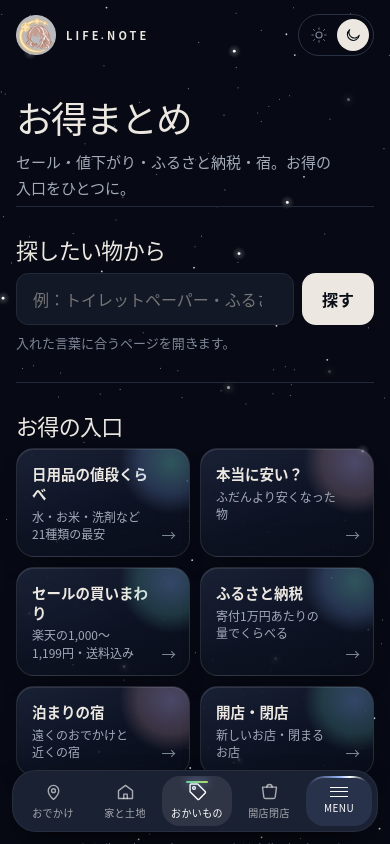 LIFE.NOTE
お得まとめ
セール・値下がり・ふるさと納税・宿。お得の
入口をひとつに。
探したい物から
例：トイレットペーパー・ふる
探す
入れた言葉に合うページを開きます。
お得の入口
日用品の値段くら
べ
水・お米・洗剤など
21種類の最安
→
本当に安い？
ふだんより安くなった
物
→
セールの買いまわ
り
楽天の1,000〜
1,199円・送料込み
→
ふるさと納税
寄付1万円あたりの
量でくらべる
→
泊まりの宿
遠くのおでかけと
近くの宿
→
開店・閉店
新しいお店・閉まる
お店
→
おでかけ
家と土地
おかいもの
開店閉店
MENU